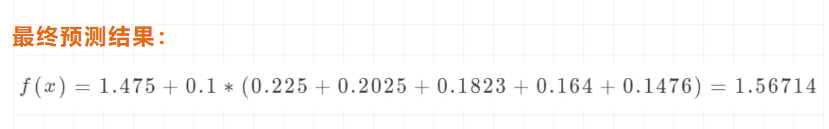 最终预测结果：
f(x) = 1.475 + 0.1 * (0.225 + 0.2025 + 0.1823 + 0.164 + 0.1476) = 1.56714